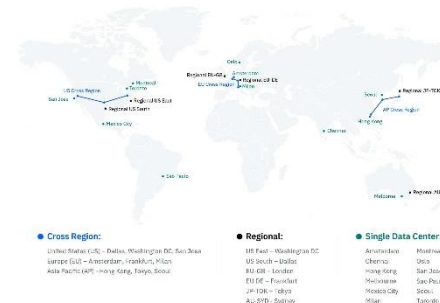 Oslo
Regional EU-GB
Amsterdam
Regional EU-DE
EU Cross Region
Milan
Montreal
Toronto
US Cross Region
San Jose
Regional US East
Regional US South
Mexico City
Sao Paulo
Chennai
Seoul
Regional JP-TOK
AP Cross Region
Hong Kong
Melbourne
Regional AU
Cross Region:
United States (US) – Dallas, Washington DC, San Jose
Europe (EU) – Amsterdam, Frankfurt, Milan
Asia Pacific (AP) –Hong Kong, Tokyo, Seoul
Regional:
US East – Washington DC
US South – Dallas
EU-GB – London
EU DE – Frankfurt
JP-TOK – Tokyo
AU-SYD - Sydney
Single Data Center
Amsterdam
Chennai
Hong Kong
Melbourne
Mexico City
Milan
Montrea
Oslo
San Jose
Sao Pau
Seoul
Toronto